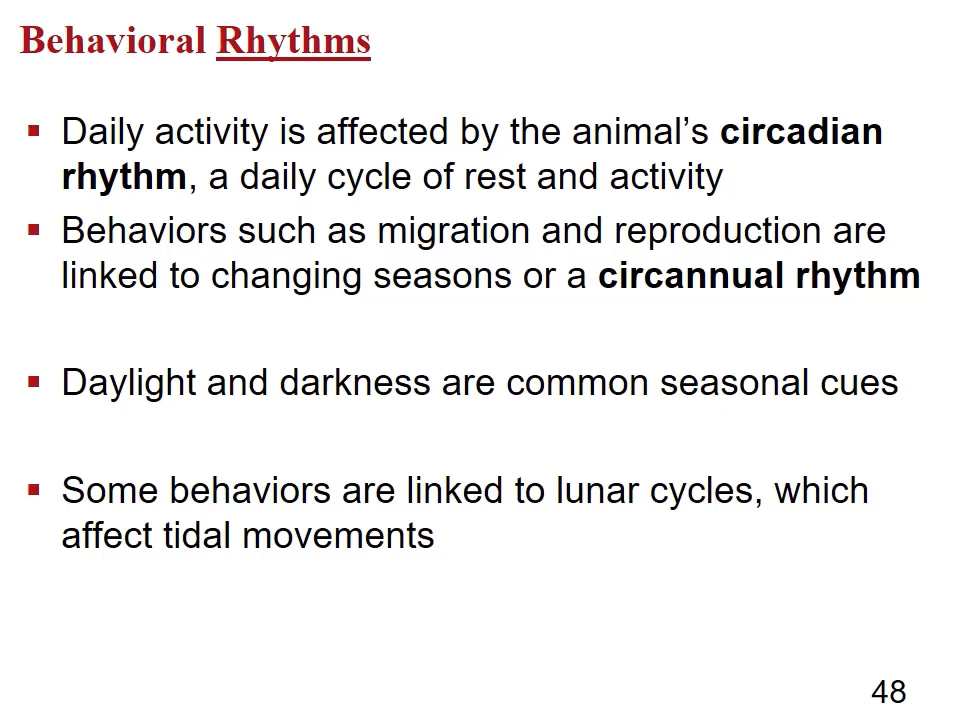 Behavioral Rhythms
▪ Daily activity is affected by the animal’s circadian
rhythm, a daily cycle of rest and activity
▪ Behaviors such as migration and reproduction are
linked to changing seasons or a circannual rhythm
▪ Daylight and darkness are common seasonal cues
▪ Some behaviors are linked to lunar cycles, which
affect tidal movements
48